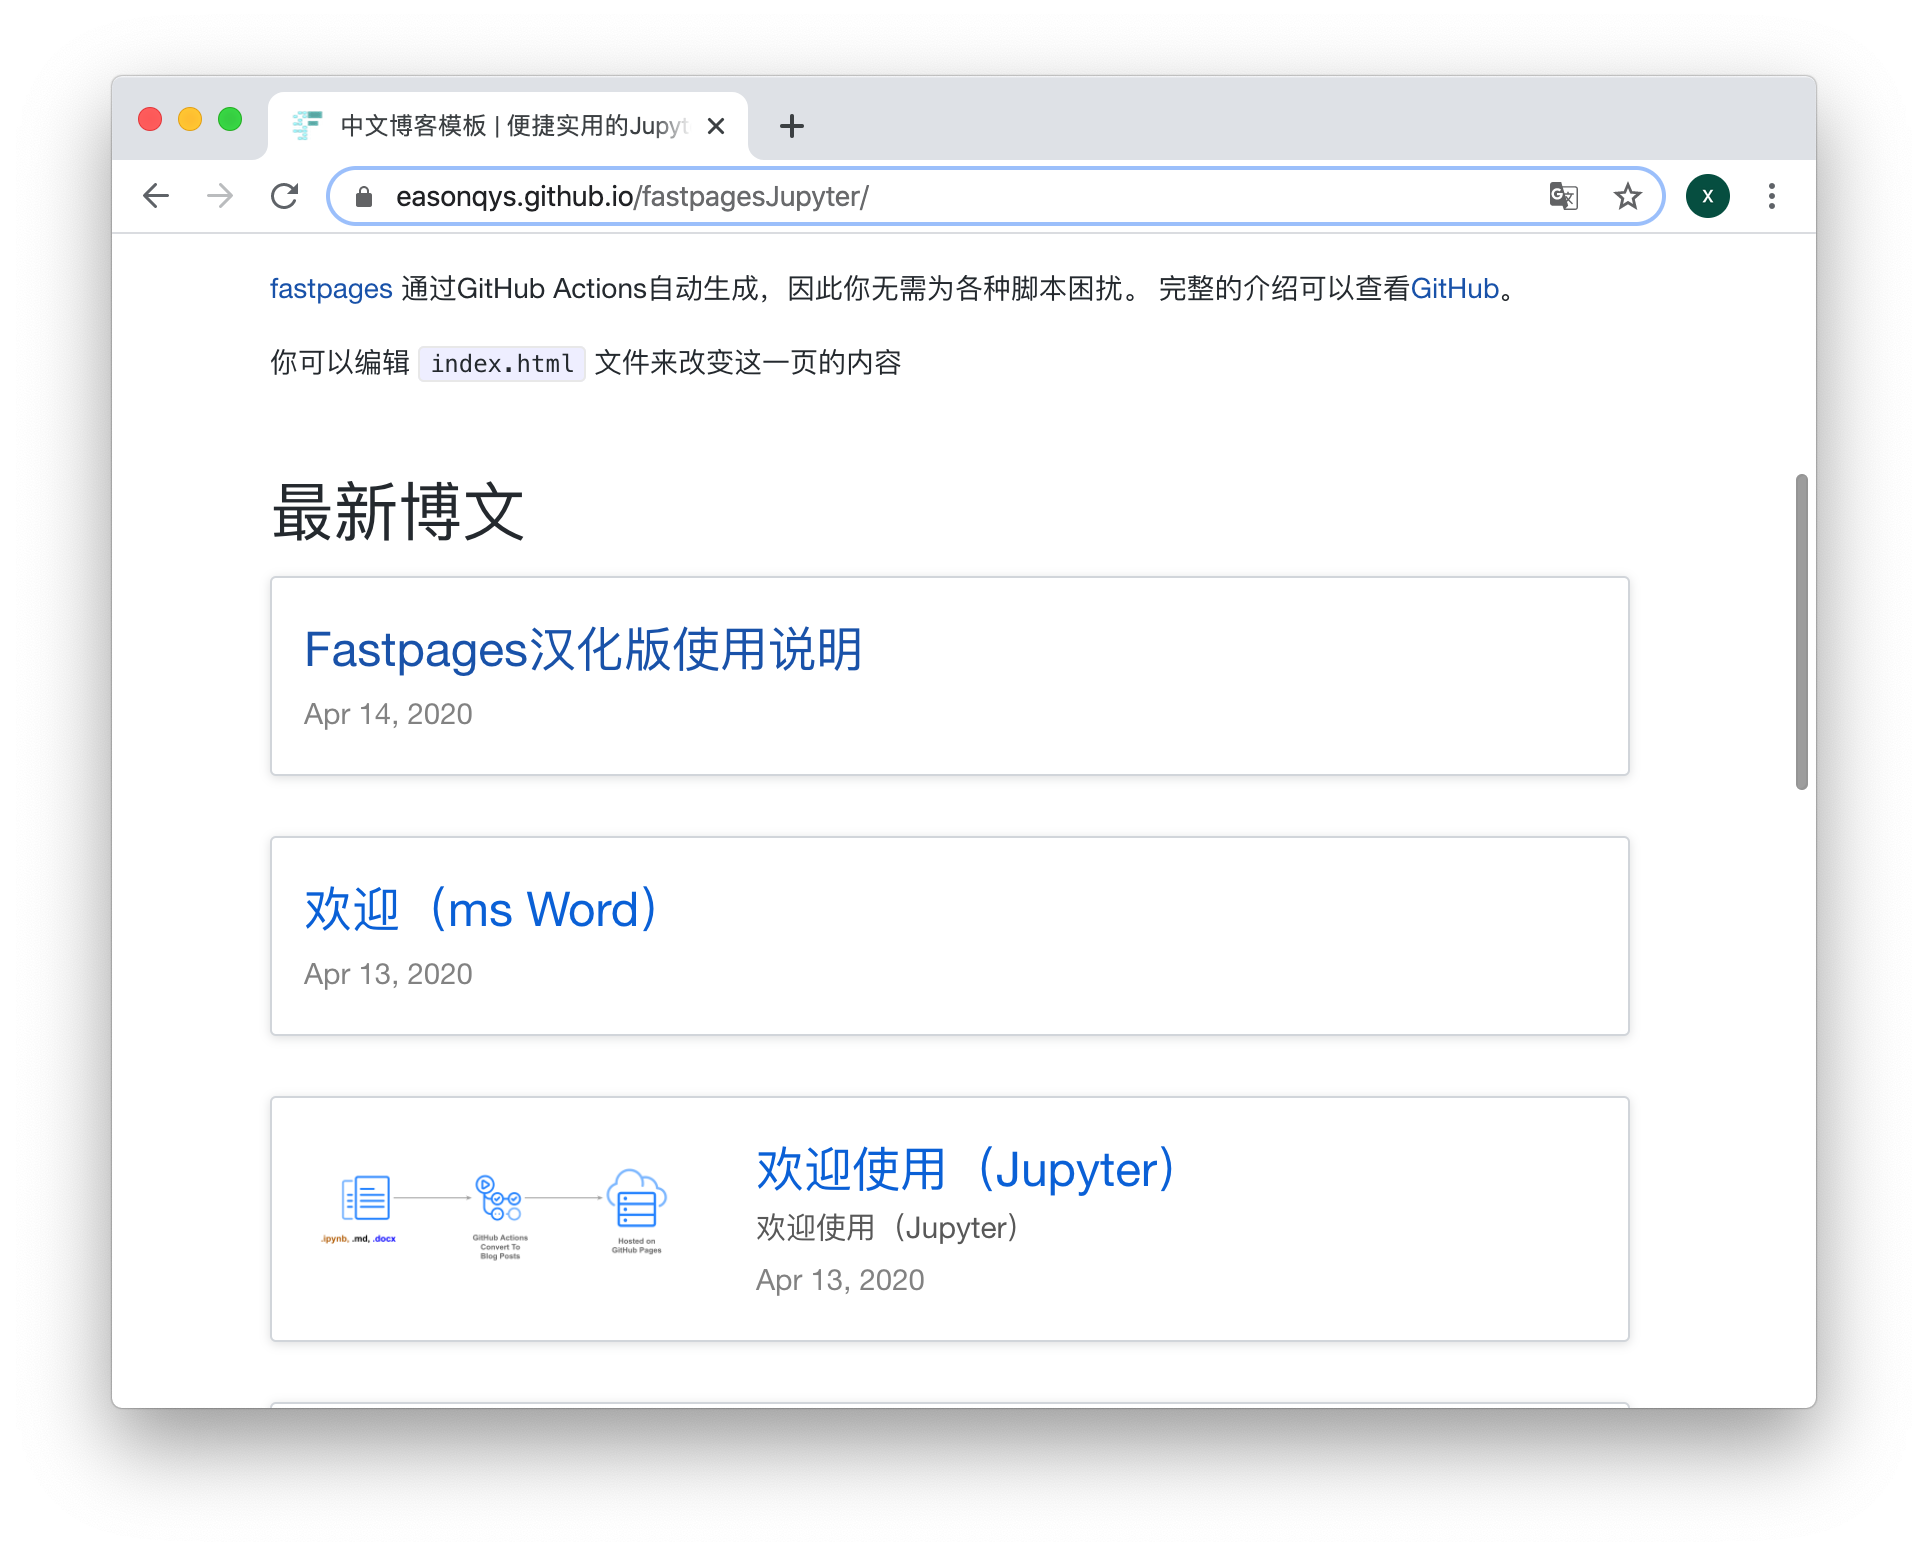 中文博客模板 | 便捷实用的Jupyt
easonqys.github.io/fastpagesJupyter/
X
fastpages 通过GitHub Actions自动生成，因此你无需为各种脚本困扰。 完整的介绍可以查看GitHub。
你可以编辑 index.html 文件来改变这一页的内容
最新博文
Fastpages汉化版使用说明
Apr 14, 2020
欢迎（ms Word）
Apr 13, 2020
欢迎使用（Jupyter）
欢迎使用（Jupyter）
Apr 13, 2020
.ipynb, .md, .docx
GitHub Actions
Convert To
Blog Posts
Hosted on
GitHub Pages